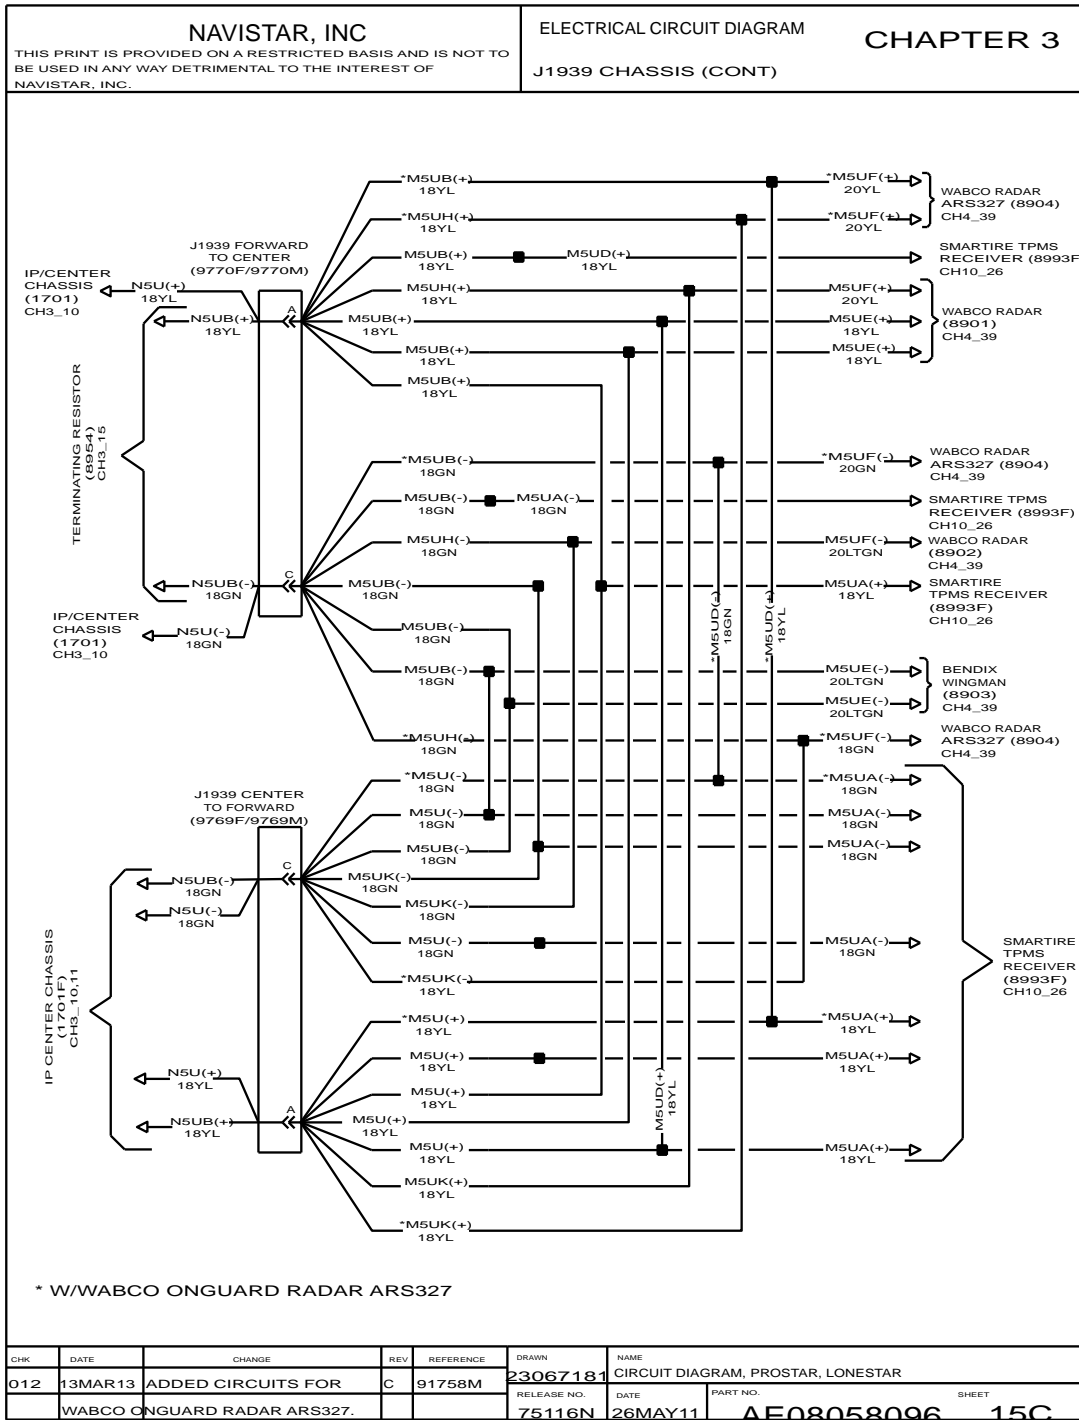 NAVISTAR, INC
THIS PRINT IS PROVIDED ON A RESTRICTED BASIS AND IS NOT TO
BE USED IN ANY WAY DETRIMENTAL TO THE INTEREST OF
NAVISTAR, INC.
ELECTRICAL CIRCUIT DIAGRAM
J1939 CHASSIS (CONT)
CHAPTER 3
*M5UB(+)
18YL
*M5UF(+)
20YL
WABCO RADAR
ARS327 (8904)
CH4_39
*M5UH(+)
18YL
*M5UF(+)
20YL
J1939 FORWARD
TO CENTER
(9770F/9770M)
M5UB(+)
18YL
M5UD(+)
18YL
SMARTIRE TPMS
RECEIVER (8993F
CH10_26
IP/CENTER
CHASSIS
(1701)
CH3_10
N5U(+)
18YL
M5UH(+)
18YL
M5UF(+)
20YL
WABCO RADAR
(8901)
CH4_39
N5UB(+)
18YL
A
M5UB(+)
18YL
M5UE(+)
18YL
M5UB(+)
18YL
M5UE(+)
18YL
M5UB(+)
18YL
TERMINATING RESISTOR
(8954)
CH3_15
*M5UB(-)
18GN
*M5UF(-)
20GN
WABCO RADAR
ARS327 (8904)
CH4_39
M5UB(-)
18GN
M5UA(-)
18GN
SMARTIRE TPMS
RECEIVER (8993F)
CH10_26
M5UH(-)
18GN
M5UF(-)
20LTGN
WABCO RADAR
(8902)
CH4_39
N5UB(-)
18GN
C
M5UB(-)
18GN
M5UA(+)
18YL
SMARTIRE
TPMS RECEIVER
(8993F)
CH10_26
*M5UD(-)
18GN
*M5UD(+)
18YL
IP/CENTER
CHASSIS
(1701)
CH3_10
N5U(-)
18GN
M5UB(-)
18GN
M5UB(-)
18GN
M5UE(-)
20LTGN
BENDIX
WINGMAN
(8903)
CH4_39
M5UE(-)
20LTGN
*M5UH(-)
18GN
*M5UF(-)
18GN
WABCO RADAR
ARS327 (8904)
CH4_39
*M5U(-)
18GN
*M5UA(-)
18GN
J1939 CENTER
TO FORWARD
(9769F/9769M)
M5U(-)
18GN
M5UA(-)
18GN
M5UB(-)
18GN
M5UA(-)
18GN
C
N5UB(-)
18GN
M5UK(-)
18GN
N5U(-)
18GN
M5UK(-)
18GN
M5U(-)
18GN
M5UA(-)
18GN
SMARTIRE
TPMS
RECEIVER
(8993F)
CH10_26
*M5UK(-)
18YL
IP CENTER CHASSIS
(1701F)
CH3_10,11
*M5U(+)
18YL
*M5UA(+)
18YL
M5U(+)
18YL
M5UA(+)
18YL
N5U(+)
18YL
M5U(+)
18YL
M5UD(+)
18YL
N5UB(+)
18YL
A
M5U(+)
18YL
M5U(+)
18YL
M5UA(+)
18YL
M5UK(+)
18YL
*M5UK(+)
18YL
* W/WABCO ONGUARD RADAR ARS327
CHK DATE CHANGE REV REFERENCE DRAWN NAME
012 13MAR13 ADDED CIRCUITS FOR C 91758M 23067181 CIRCUIT DIAGRAM, PROSTAR, LONESTAR
RELEASE NO. DATE PART NO. SHEET
WABCO ONGUARD RADAR ARS327. 75116N 26MAY11 AE08058096 15C